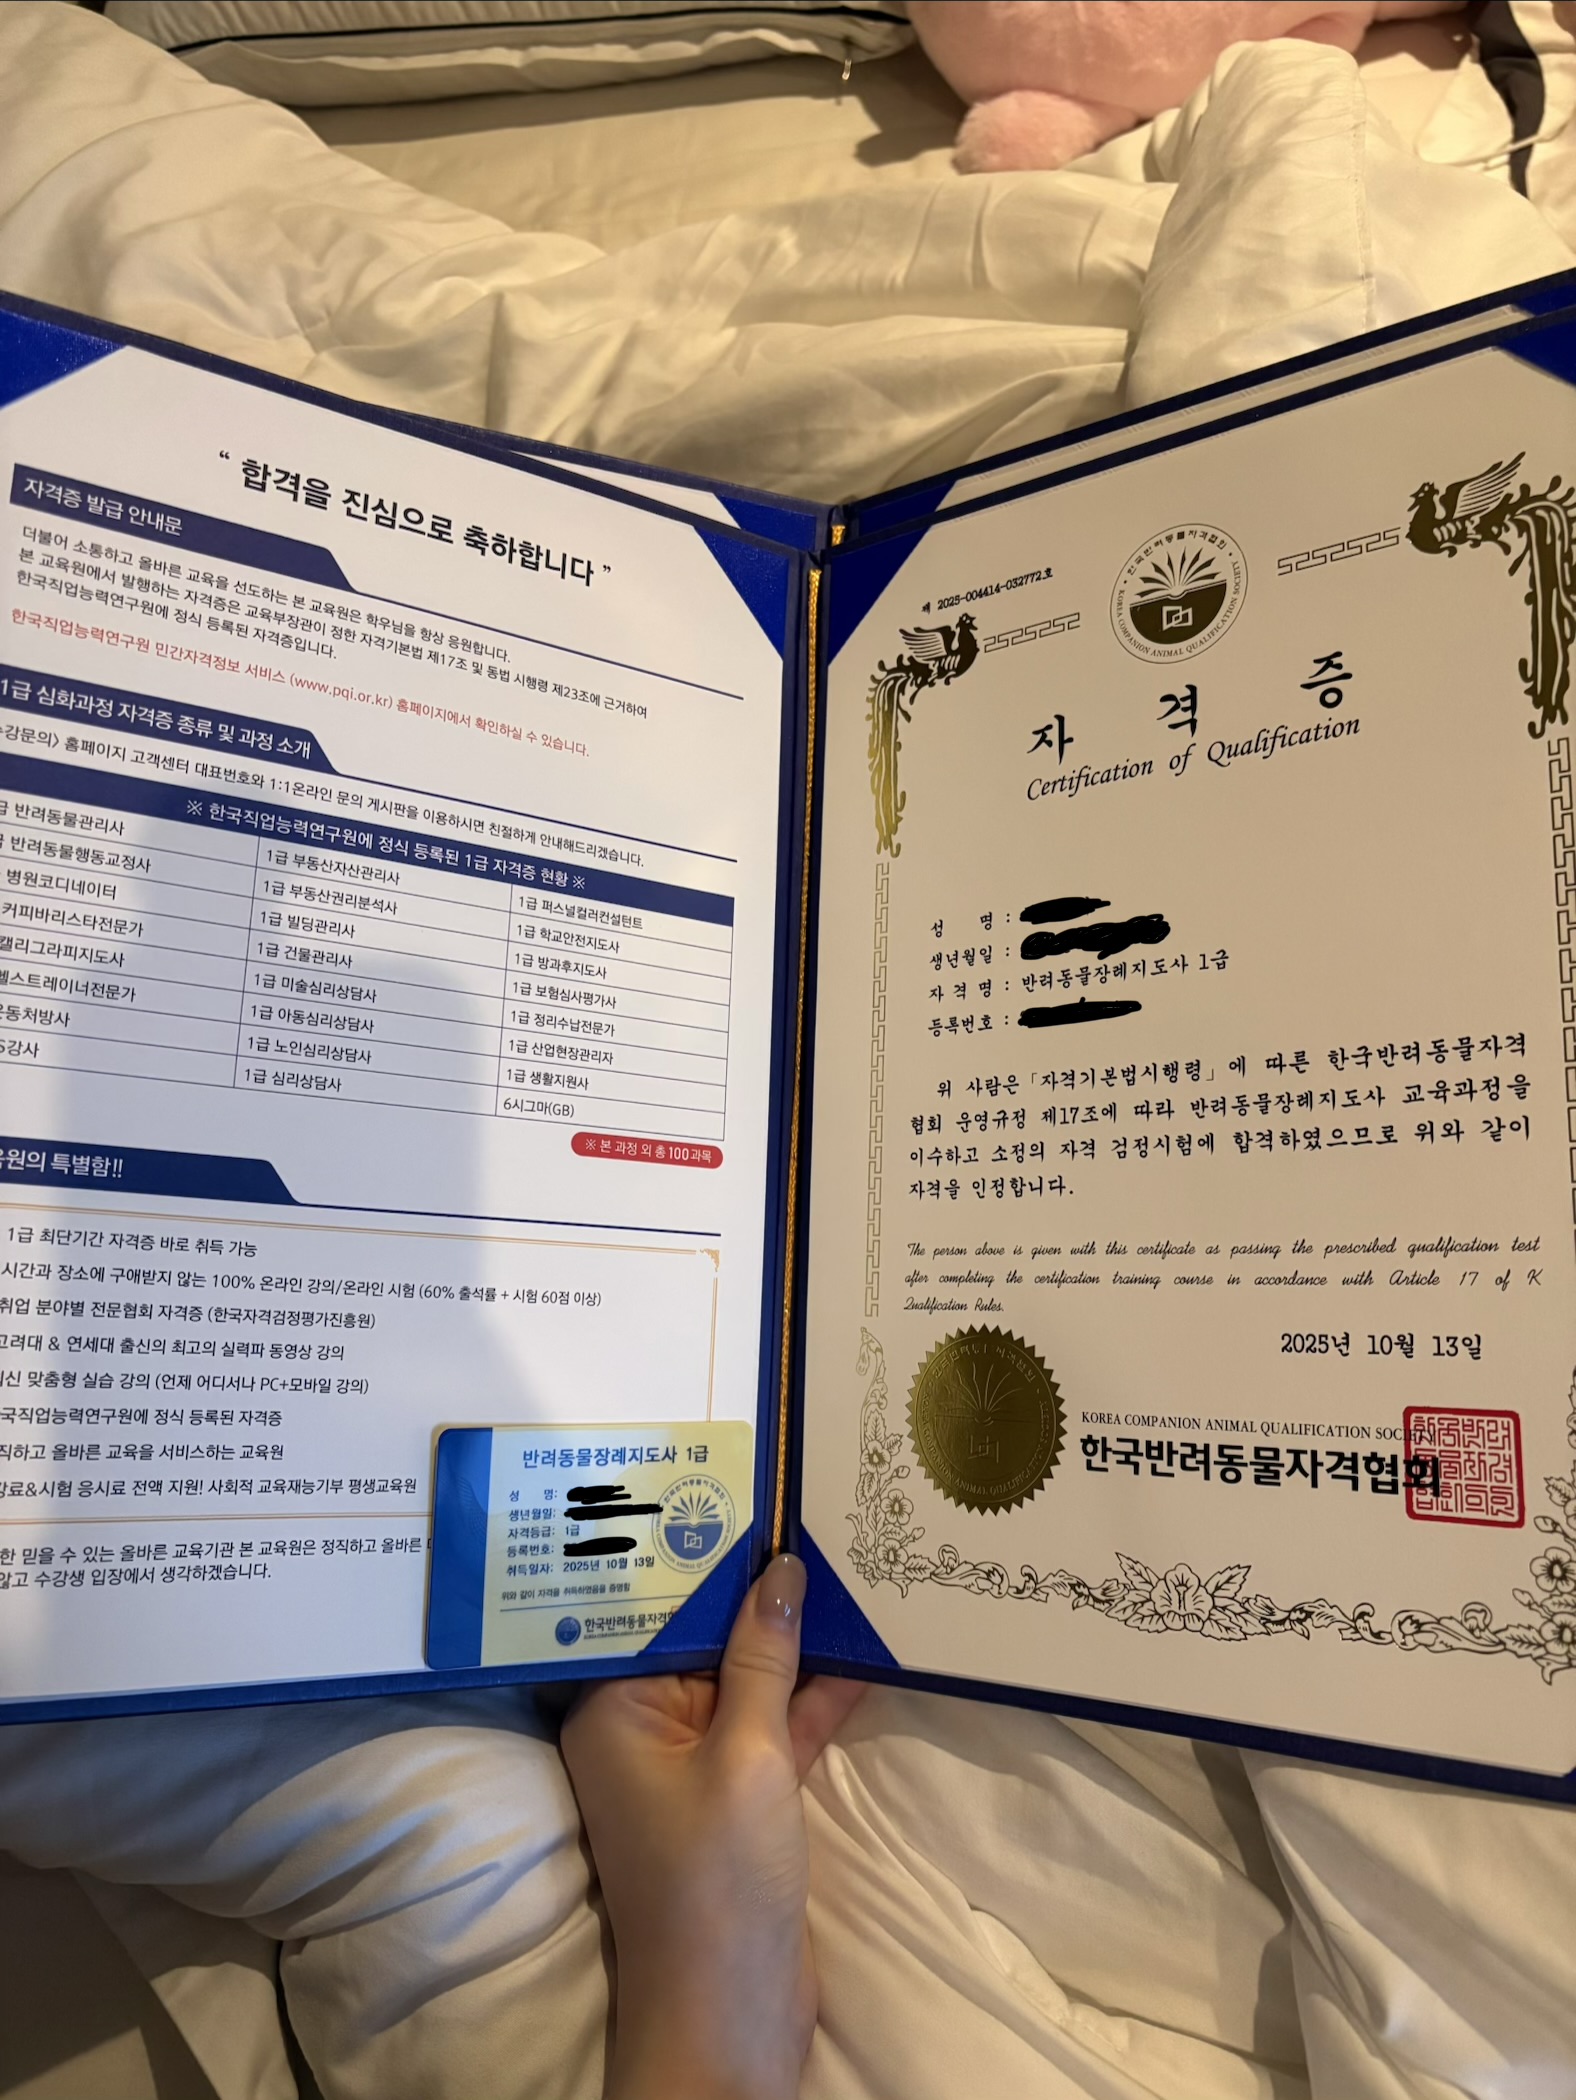 “ 합격을 진심으로 축하합니다 ”
자격증 발급 안내문
더불어 소통하고 올바른 교육을 선도하는 본 교육원은 학우님을 항상 응원합니다.
본 교육원에서 발행하는 자격증은 교육부장관이 정한 자격기본법 제17조 및 동법 시행령 제23조에 근거하여
한국직업능력연구원에 정식 등록된 자격증입니다.
한국직업능력연구원 민간자격정보 서비스 (www.pqi.or.kr) 홈페이지에서 확인하실 수 있습니다.
1급 심화과정 자격증 종류 및 과정 소개
강문의> 홈페이지 고객센터 대표번호와 1:1온라인 문의 게시판을 이용하시면 친절하게 안내해드리겠습니다.
※ 한국직업능력연구원에 정식 등록된 1급 자격증 현황 ※
급 반려동물관리사 1급 부동산자산관리사 1급 퍼스널컬러컨설턴트
반려동물행동교정사 1급 부동산권리분석사 1급 학교안전지도사
병원코디네이터 1급 빌딩관리사 1급 방과후지도사
커피바리스타전문가 1급 건물관리사 1급 보험심사평가사
캘리그라피지도사 1급 미술심리상담사 1급 정리수납전문가
헬스트레이너전문가 1급 아동심리상담사 1급 산업현장관리자
운동처방사 1급 노인심리상담사 1급 생활지원사
S강사 1급 심리상담사 6시그마(GB)
※ 본 과정 외 총 100과목
육원의 특별함!!
1급 최단기간 자격증 바로 취득 가능
시간과 장소에 구애받지 않는 100% 온라인 강의/온라인 시험 (60% 출석률 + 시험 60점 이상)
취업 분야별 전문협회 자격증 (한국자격검정평가진흥원)
고려대 & 연세대 출신의 최고의 실력파 동영상 강의
최신 맞춤형 실습 강의 (언제 어디서나 PC+모바일 강의)
국직업능력연구원에 정식 등록된 자격증
직하고 올바른 교육을 서비스하는 교육원
강료&시험 응시료 전액 지원! 사회적 교육재능기부 평생교육원
한 믿을 수 있는 올바른 교육기관 본 교육원은 정직하고 올바른
않고 수강생 입장에서 생각하겠습니다.
반려동물장례지도사 1급
성 명:
생년월일:
자격등급: 1급
등록번호:
취득일자: 2025년 10월 13일
위와 같이 자격을 취득하였음을 증명함
한국반려동물자격
제 2025-004414-032772호
한국반려동물자격협회
KOREA COMPANION ANIMAL QUALIFICATION SOCIETY
자격증
Certification of Qualification
성 명 :
생년월일 :
자 격 명 : 반려동물장례지도사 1급
등록번호 :
위 사람은「자격기본법시행령」에 따른 한국반려동물자격
협회 운영규정 제17조에 따라 반려동물장례지도사 교육과정을
이수하고 소정의 자격 검정시험에 합격하였으므로 위와 같이
자격을 인정합니다.
The person above is given with this certificate as passing the prescribed qualification test
after completing the certification training course in accordance with Article 17 of K
Qualification Rules.
2025년 10월 13일
KOREA COMPANION ANIMAL QUALIFICATION SOCIETY
한국반려동물자격협회